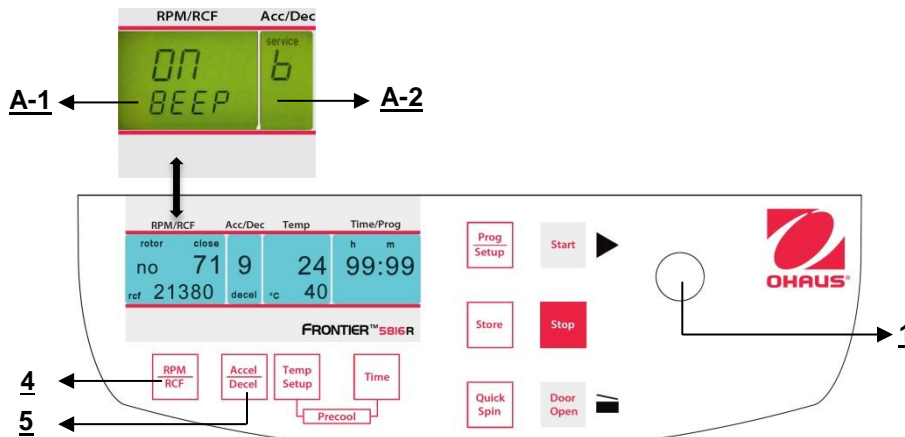 RPM/RCF Acc/Dec
service
ON b
BEEP
A-1 A-2
RPM/RCF Acc/Dec Temp Time/Prog
rotor close h m
no 71 9 24 99:99
rcf 21380 decel °C 40
FRONTIER™5816R
RPM
RCF
Accel
Decel
Temp
Setup
Time
Precool
4
5
Prog
Setup
Start
Store
Stop
Quick
Spin
Door
Open
OHAUS®
1